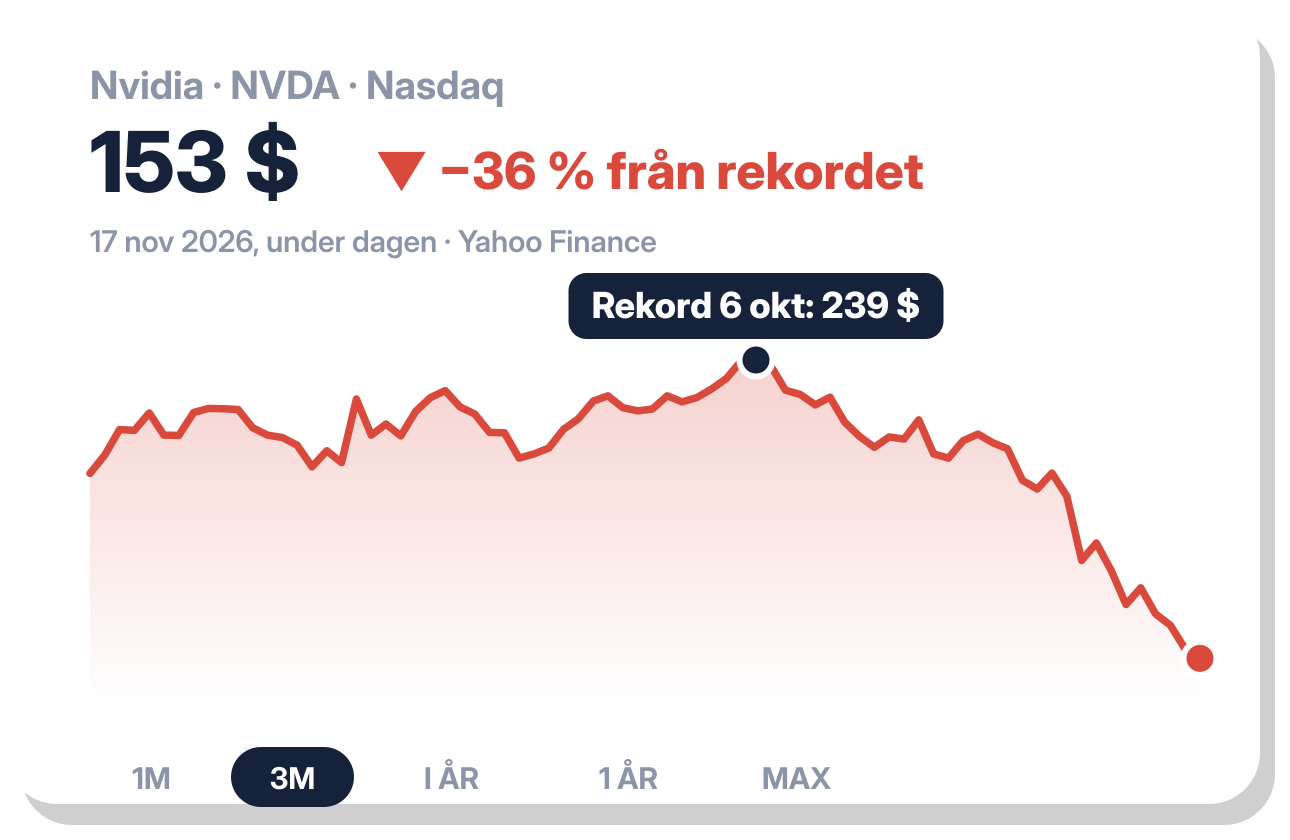 Nvidia · NVDA · Nasdaq
153 $ ▼ −36 % från rekordet
17 nov 2026, under dagen · Yahoo Finance
Rekord 6 okt: 239 $
1M 3M I ÅR 1 ÅR MAX